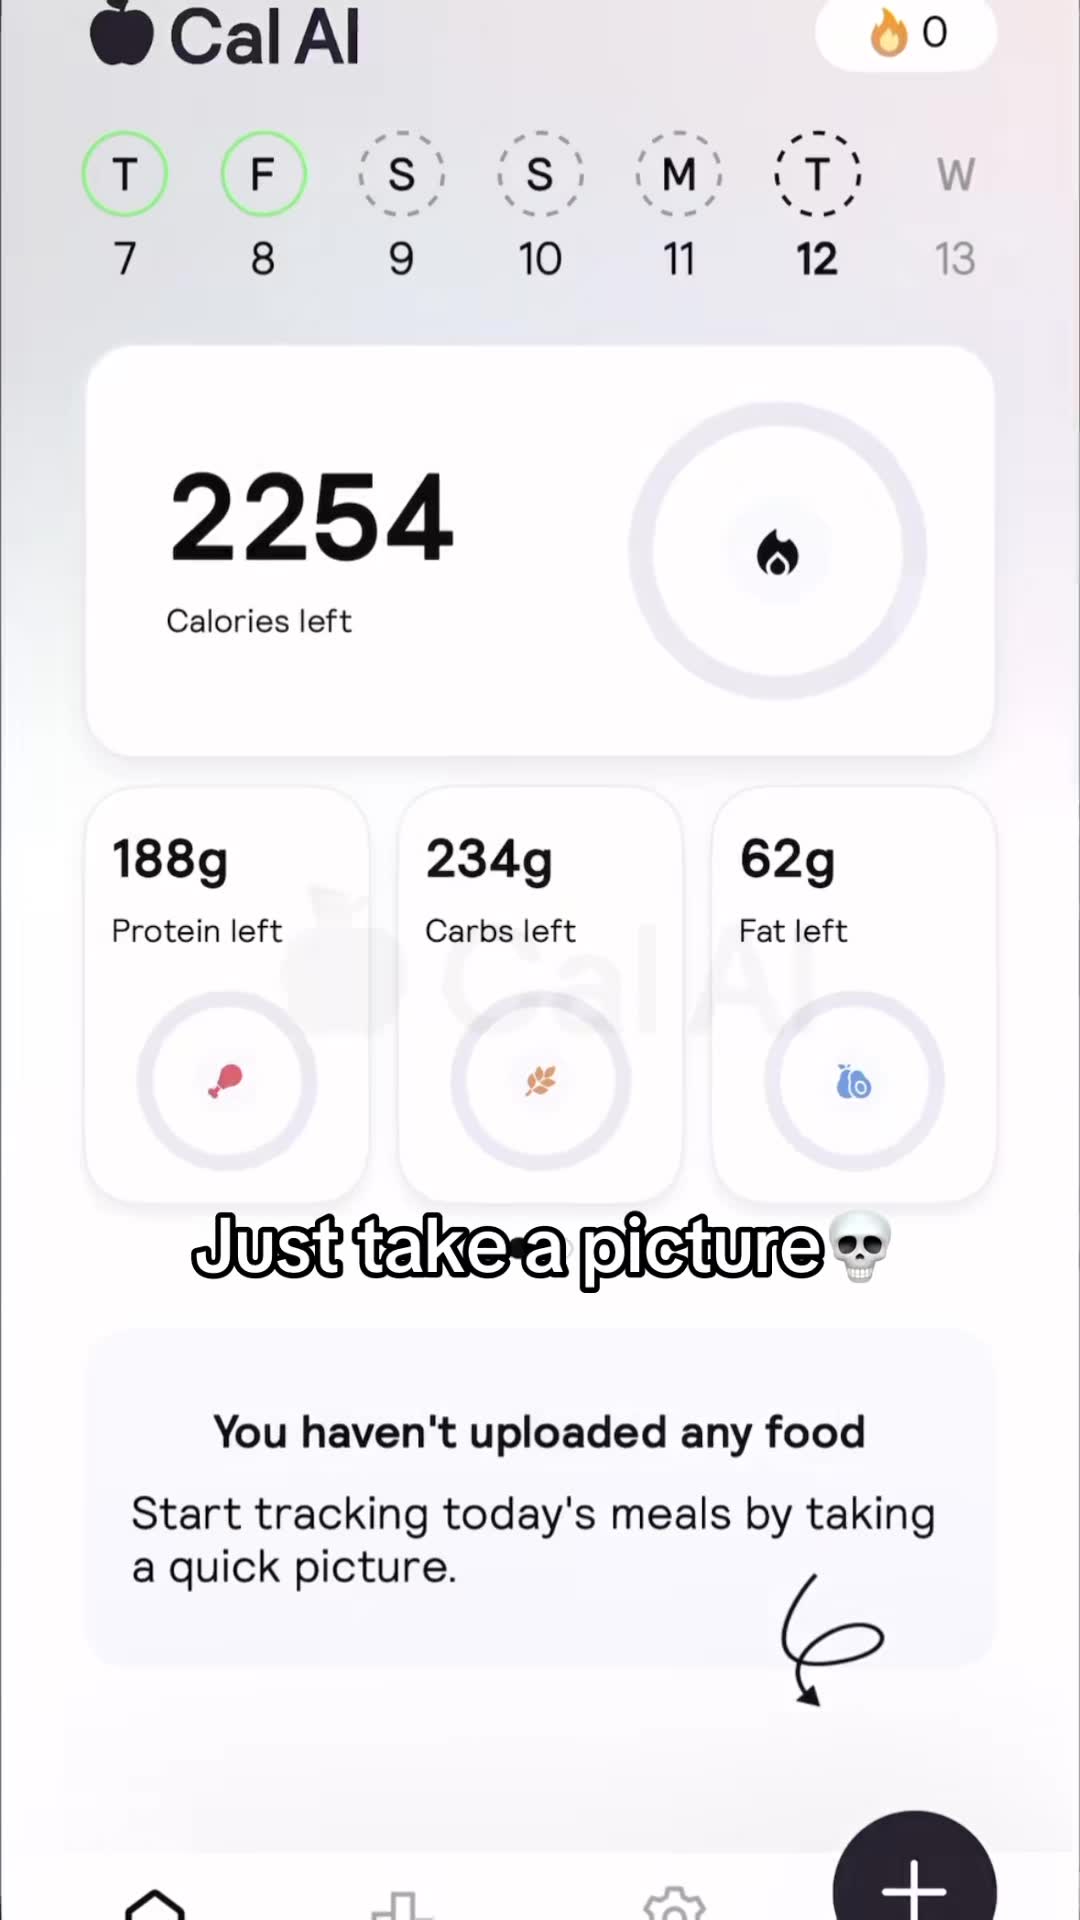 Cal AI
0
T F S S M T W
7 8 9 10 11 12 13
2254
Calories left
188g 234g 62g
Protein left Carbs left Fat left
Cal AI
Just take a picture💀
You haven't uploaded any food
Start tracking today's meals by taking
a quick picture.